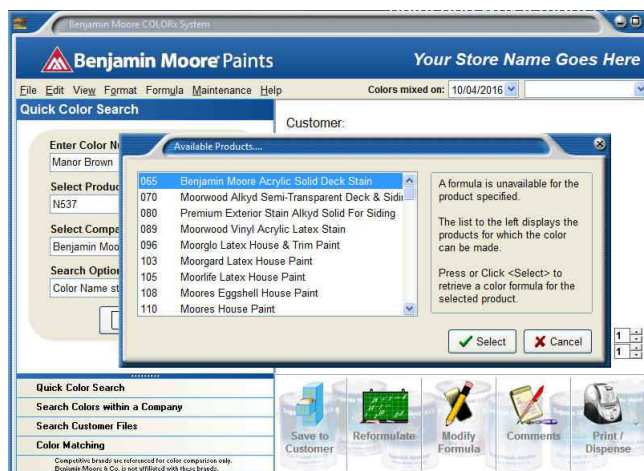 Benjamin Moore COLORx System
Benjamin Moore Paints
Your Store Name Goes Here
File Edit View Format Formula Maintenance Help
Colors mixed on: 10/04/2016
Quick Color Search
Customer:
Enter Color N
Manor Brown
Select Produc
N537
Select Compa
Benjamin Moo
Search Option
Color Name st
Available Products....
065 Benjamin Moore Acrylic Solid Deck Stain
070 Moorwood Alkyd Semi-Transparent Deck & Sidin
080 Premium Exterior Stain Alkyd Solid For Siding
089 Moorwood Vinyl Acrylic Latex Stain
096 Moorglo Latex House & Trim Paint
103 Moorgard Latex House Paint
105 Moorlife Latex House Paint
108 Moores Eggshell House Paint
110 Moores House Paint
A formula is unavailable for the
product specified.
The list to the left displays the
products for which the color
can be made.
Press or Click <Select> to
retrieve a color formula for the
selected product.
Select
Cancel
1
1
Quick Color Search
Search Colors within a Company
Search Customer Files
Color Matching
Competitive brands are referenced for color comparison only.
Benjamin Moore & Co. is not affiliated with these brands.
Save to
Customer
Reformulate
Modify
Formula
Comments
Print /
Dispense